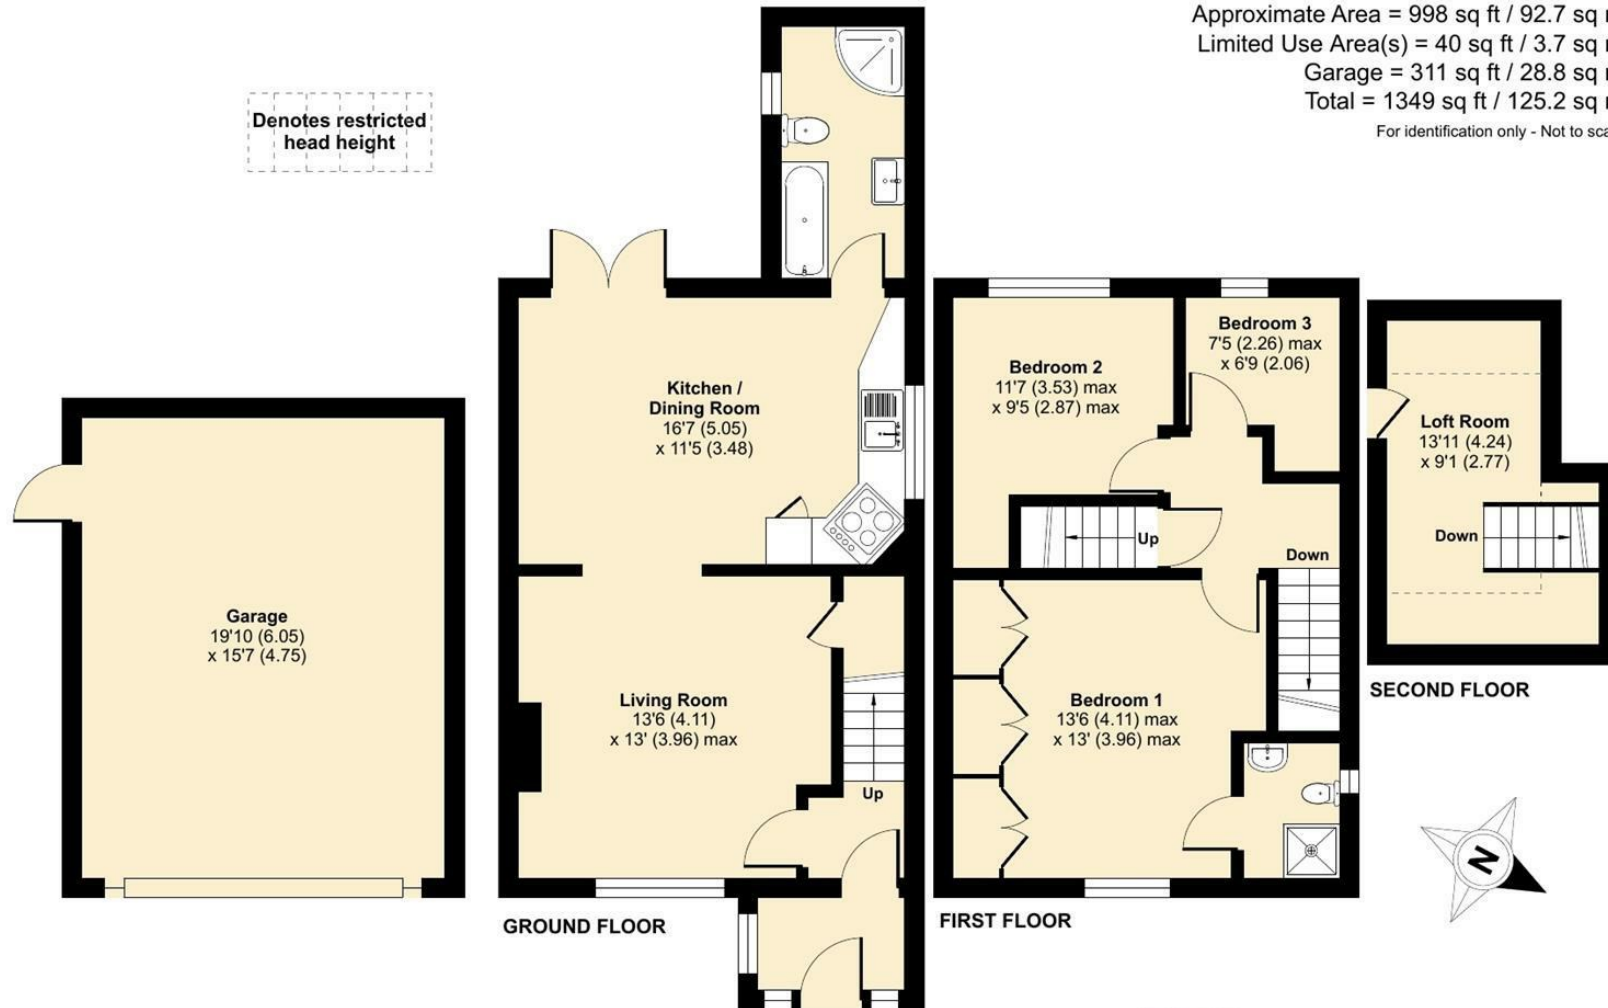 Approximate Area = 998 sq ft / 92.7 sq
Limited Use Area(s) = 40 sq ft / 3.7 sq
Garage = 311 sq ft / 28.8 sq
Total = 1349 sq ft / 125.2 sq
For identification only - Not to
Denotes restricted
head height
Kitchen /
Dining Room
16'7 (5.05)
x 11'5 (3.48)
Bedroom 2
11'7 (3.53) max
x 9'5 (2.87) max
Bedroom 3
7'5 (2.26) max
x 6'9 (2.06)
Loft Room
13'11 (4.24)
x 9'1 (2.77)
Down
Up
Down
Garage
19'10 (6.05)
x 15'7 (4.75)
Living Room
13'6 (4.11)
x 13' (3.96) max
Up
Bedroom 1
13'6 (4.11) max
x 13' (3.96) max
SECOND FLOOR
GROUND FLOOR
FIRST FLOOR
N